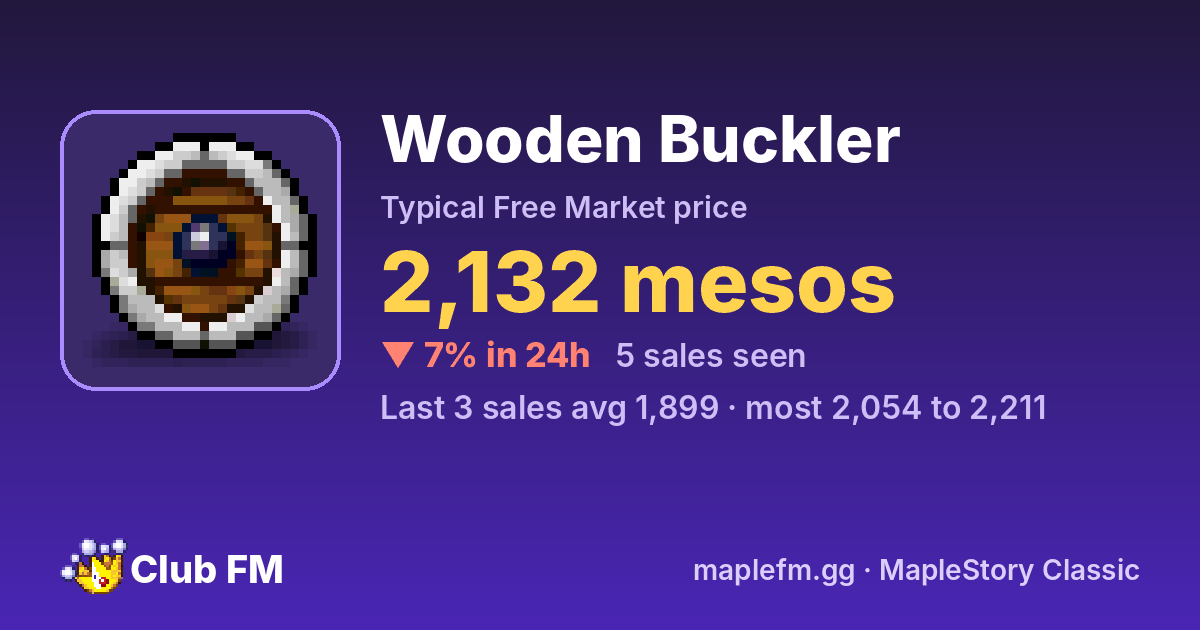 Wooden Buckler
Typical Free Market price
2,132 mesos
▼ 7% in 24h 5 sales seen
Last 3 sales avg 1,899 · most 2,054 to 2,211
Club FM
maplefm.gg · MapleStory Classic